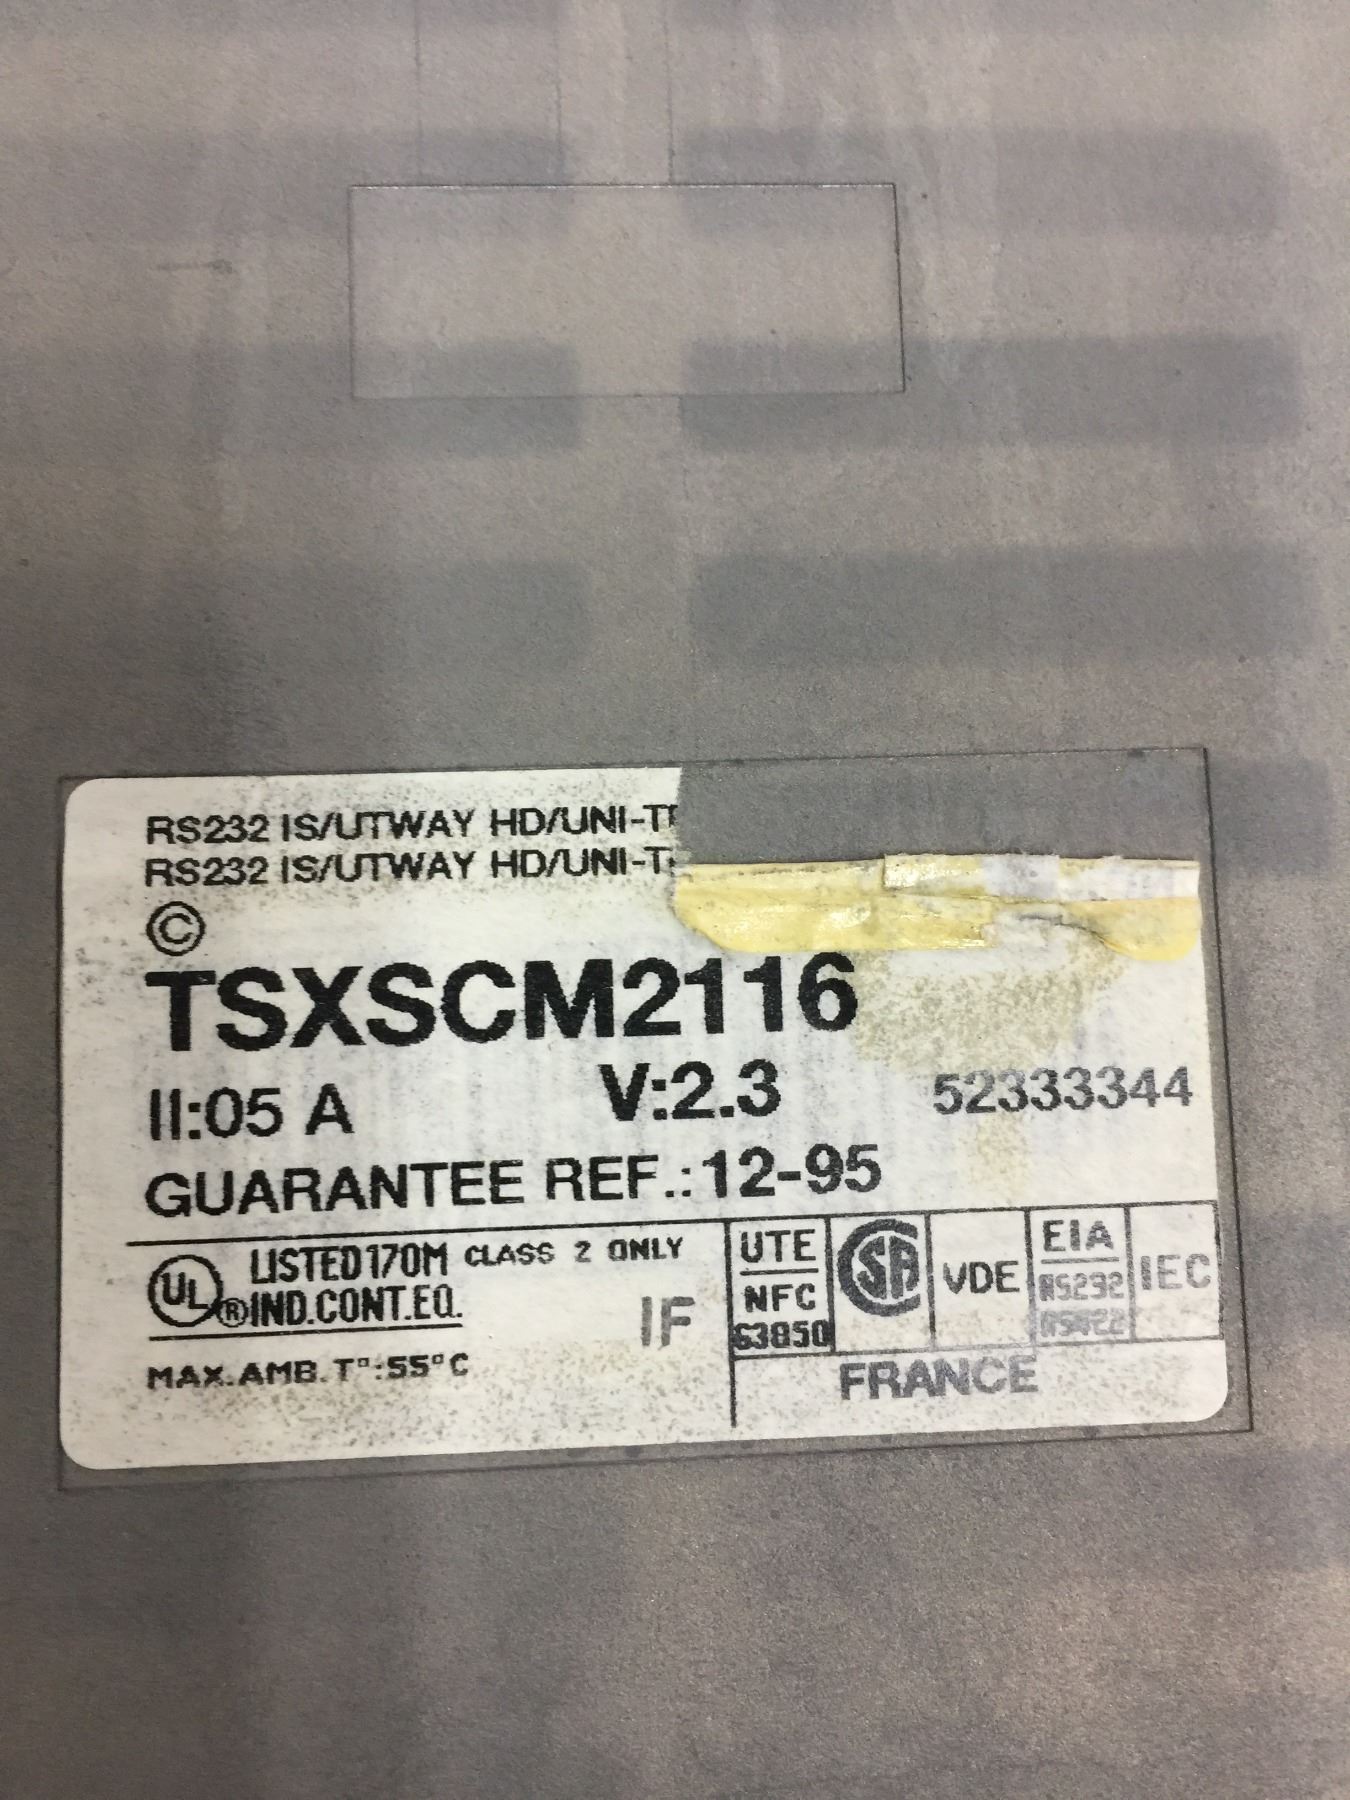 RS232 IS/UTWAY HD/UNI-T
RS232 IS/UTWAY HD/UNI-T
©
TSXSCM2116
II:05 A V:2.3 52333344
GUARANTEE REF.:12-95
UL ® LISTED 170M CLASS 2 ONLY
IND.CONT.EQ.
IF
MAX.AMB.T°:55°C
UTE
NFC
63850
SA
VDE
EIA
RS232
RS422
IEC
FRANCE